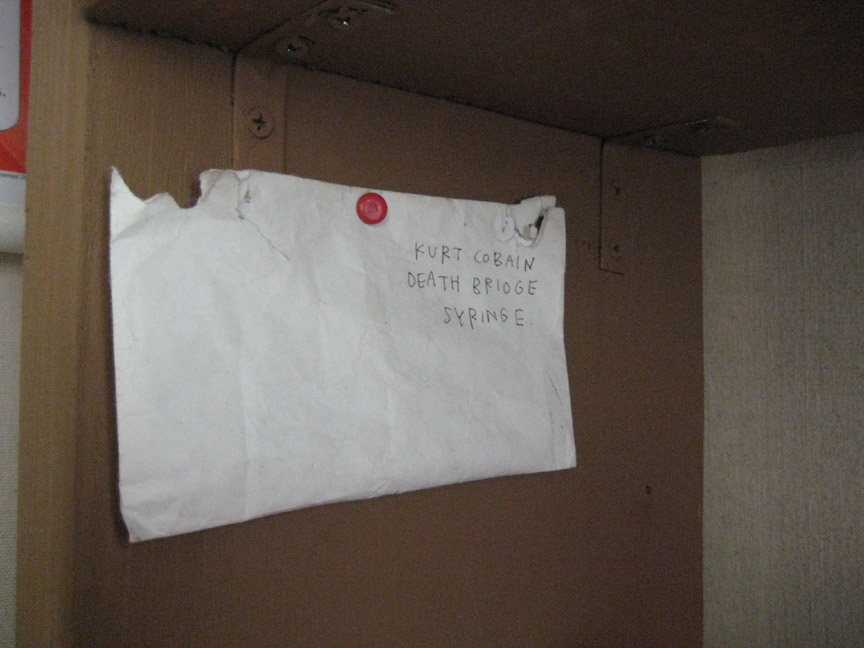 KURT COBAIN
DEATH BRIDGE
SYRINGE.